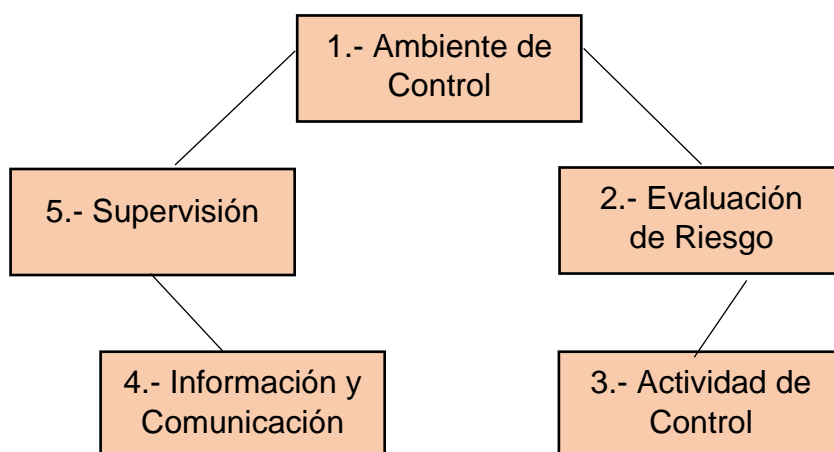 1.- Ambiente de
Control
5.- Supervisión
2.- Evaluación
de Riesgo
4.- Información y
Comunicación
3.- Actividad de
Control